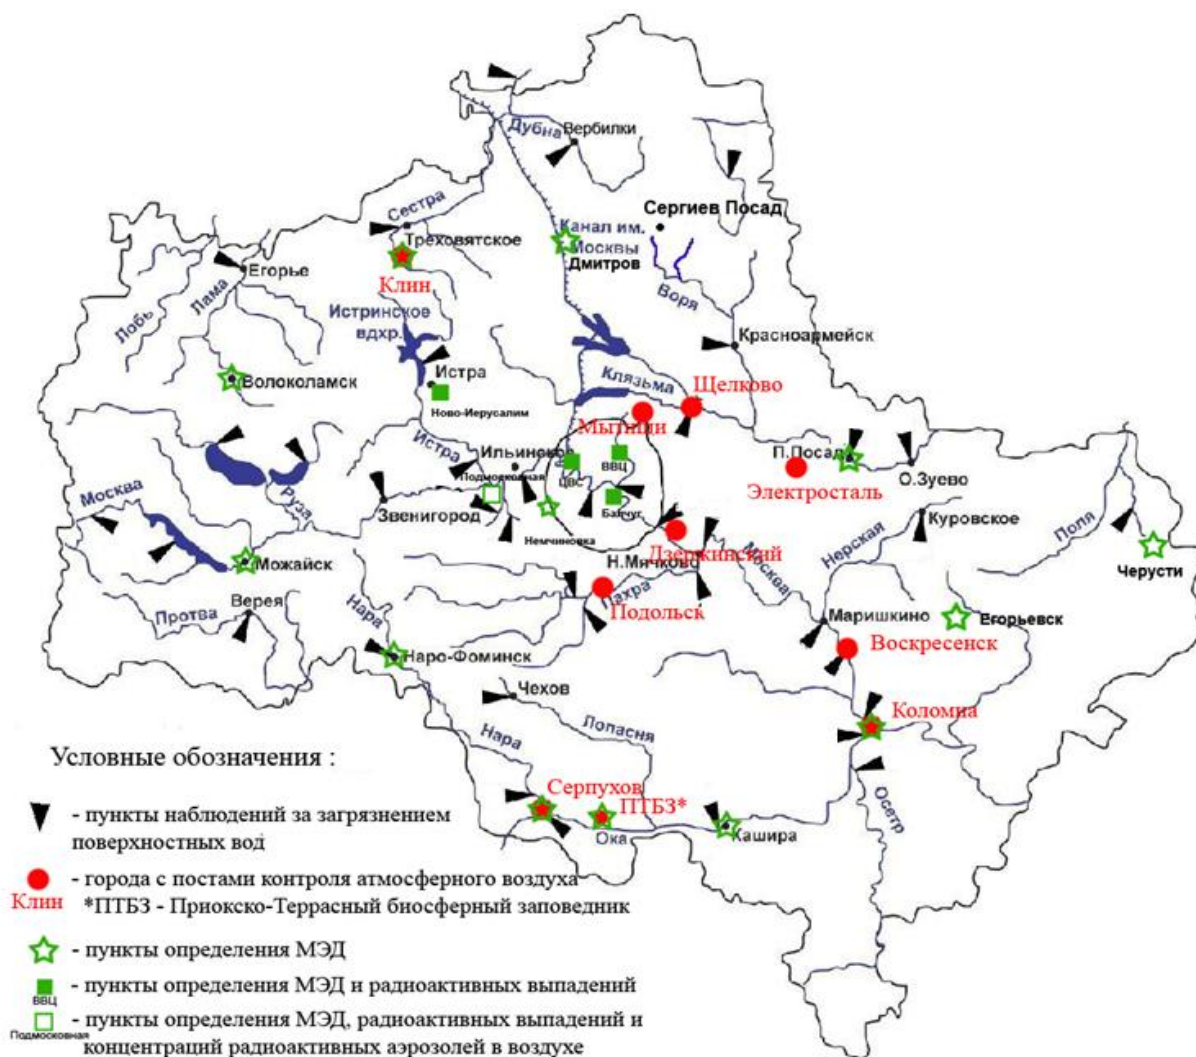 Дубна
Вербилки
Сестра
Сергиев Посад
Канал им.
Москвы
Треховятское
Дмитров
Егорье
Клин
Лама
Лобь
Воря
Истринское
вдхр.
Красноармейск
Истра
Волоколамск
Клязьма
Щелково
Ново-Иерусалим
Мытищи
Истра
Ильинское
П.Посад
ВВЦ
Подмосковная
ЦВС
Электросталь
О.Зуево
Москва
Руза
Звенигород
Балчуг
Куровское
Немчиновка
Дзержинский
Нерская
Поля
Можайск
Н.Мячково
Москва
Черусти
Верея
Протва
Нара
Пахра
Подольск
Маришкино
Егорьевск
Воскресенск
Наро-Фоминск
Чехов
Коломна
Лопасня
Нара
Серпухов
ПТБЗ*
Ока
Кашира
Осетр
Условные обозначения :
- пункты наблюдений за загрязнением
поверхностных вод
- города с постами контроля атмосферного воздуха
Клин
*ПТБЗ - Приокско-Террасный биосферный заповедник
- пункты определения МЭД
- пункты определения МЭД и радиоактивных выпадений
ВВЦ
- пункты определения МЭД, радиоактивных выпадений и
Подмосковная
концентраций радиоактивных аэрозолей в воздухе